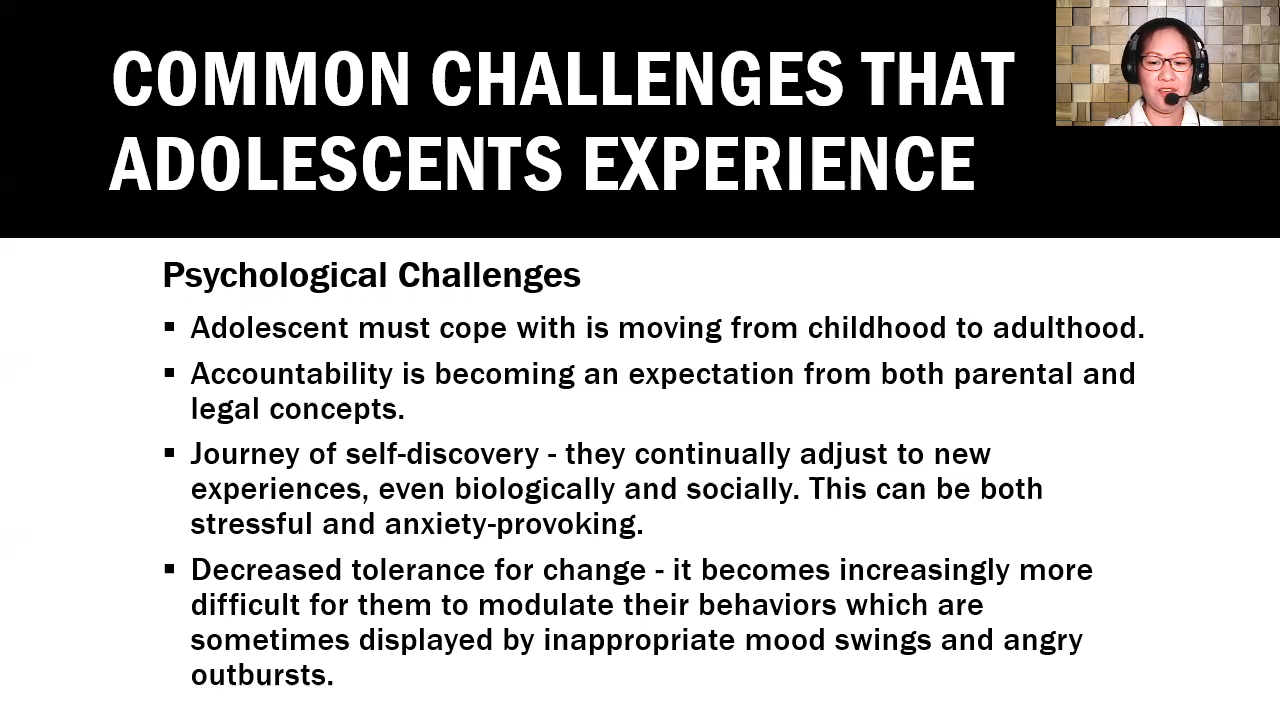 COMMON CHALLENGES THAT
ADOLESCENTS EXPERIENCE
Psychological Challenges
▪ Adolescent must cope with is moving from childhood to adulthood.
▪ Accountability is becoming an expectation from both parental and
legal concepts.
▪ Journey of self-discovery - they continually adjust to new
experiences, even biologically and socially. This can be both
stressful and anxiety-provoking.
▪ Decreased tolerance for change - it becomes increasingly more
difficult for them to modulate their behaviors which are
sometimes displayed by inappropriate mood swings and angry
outbursts.